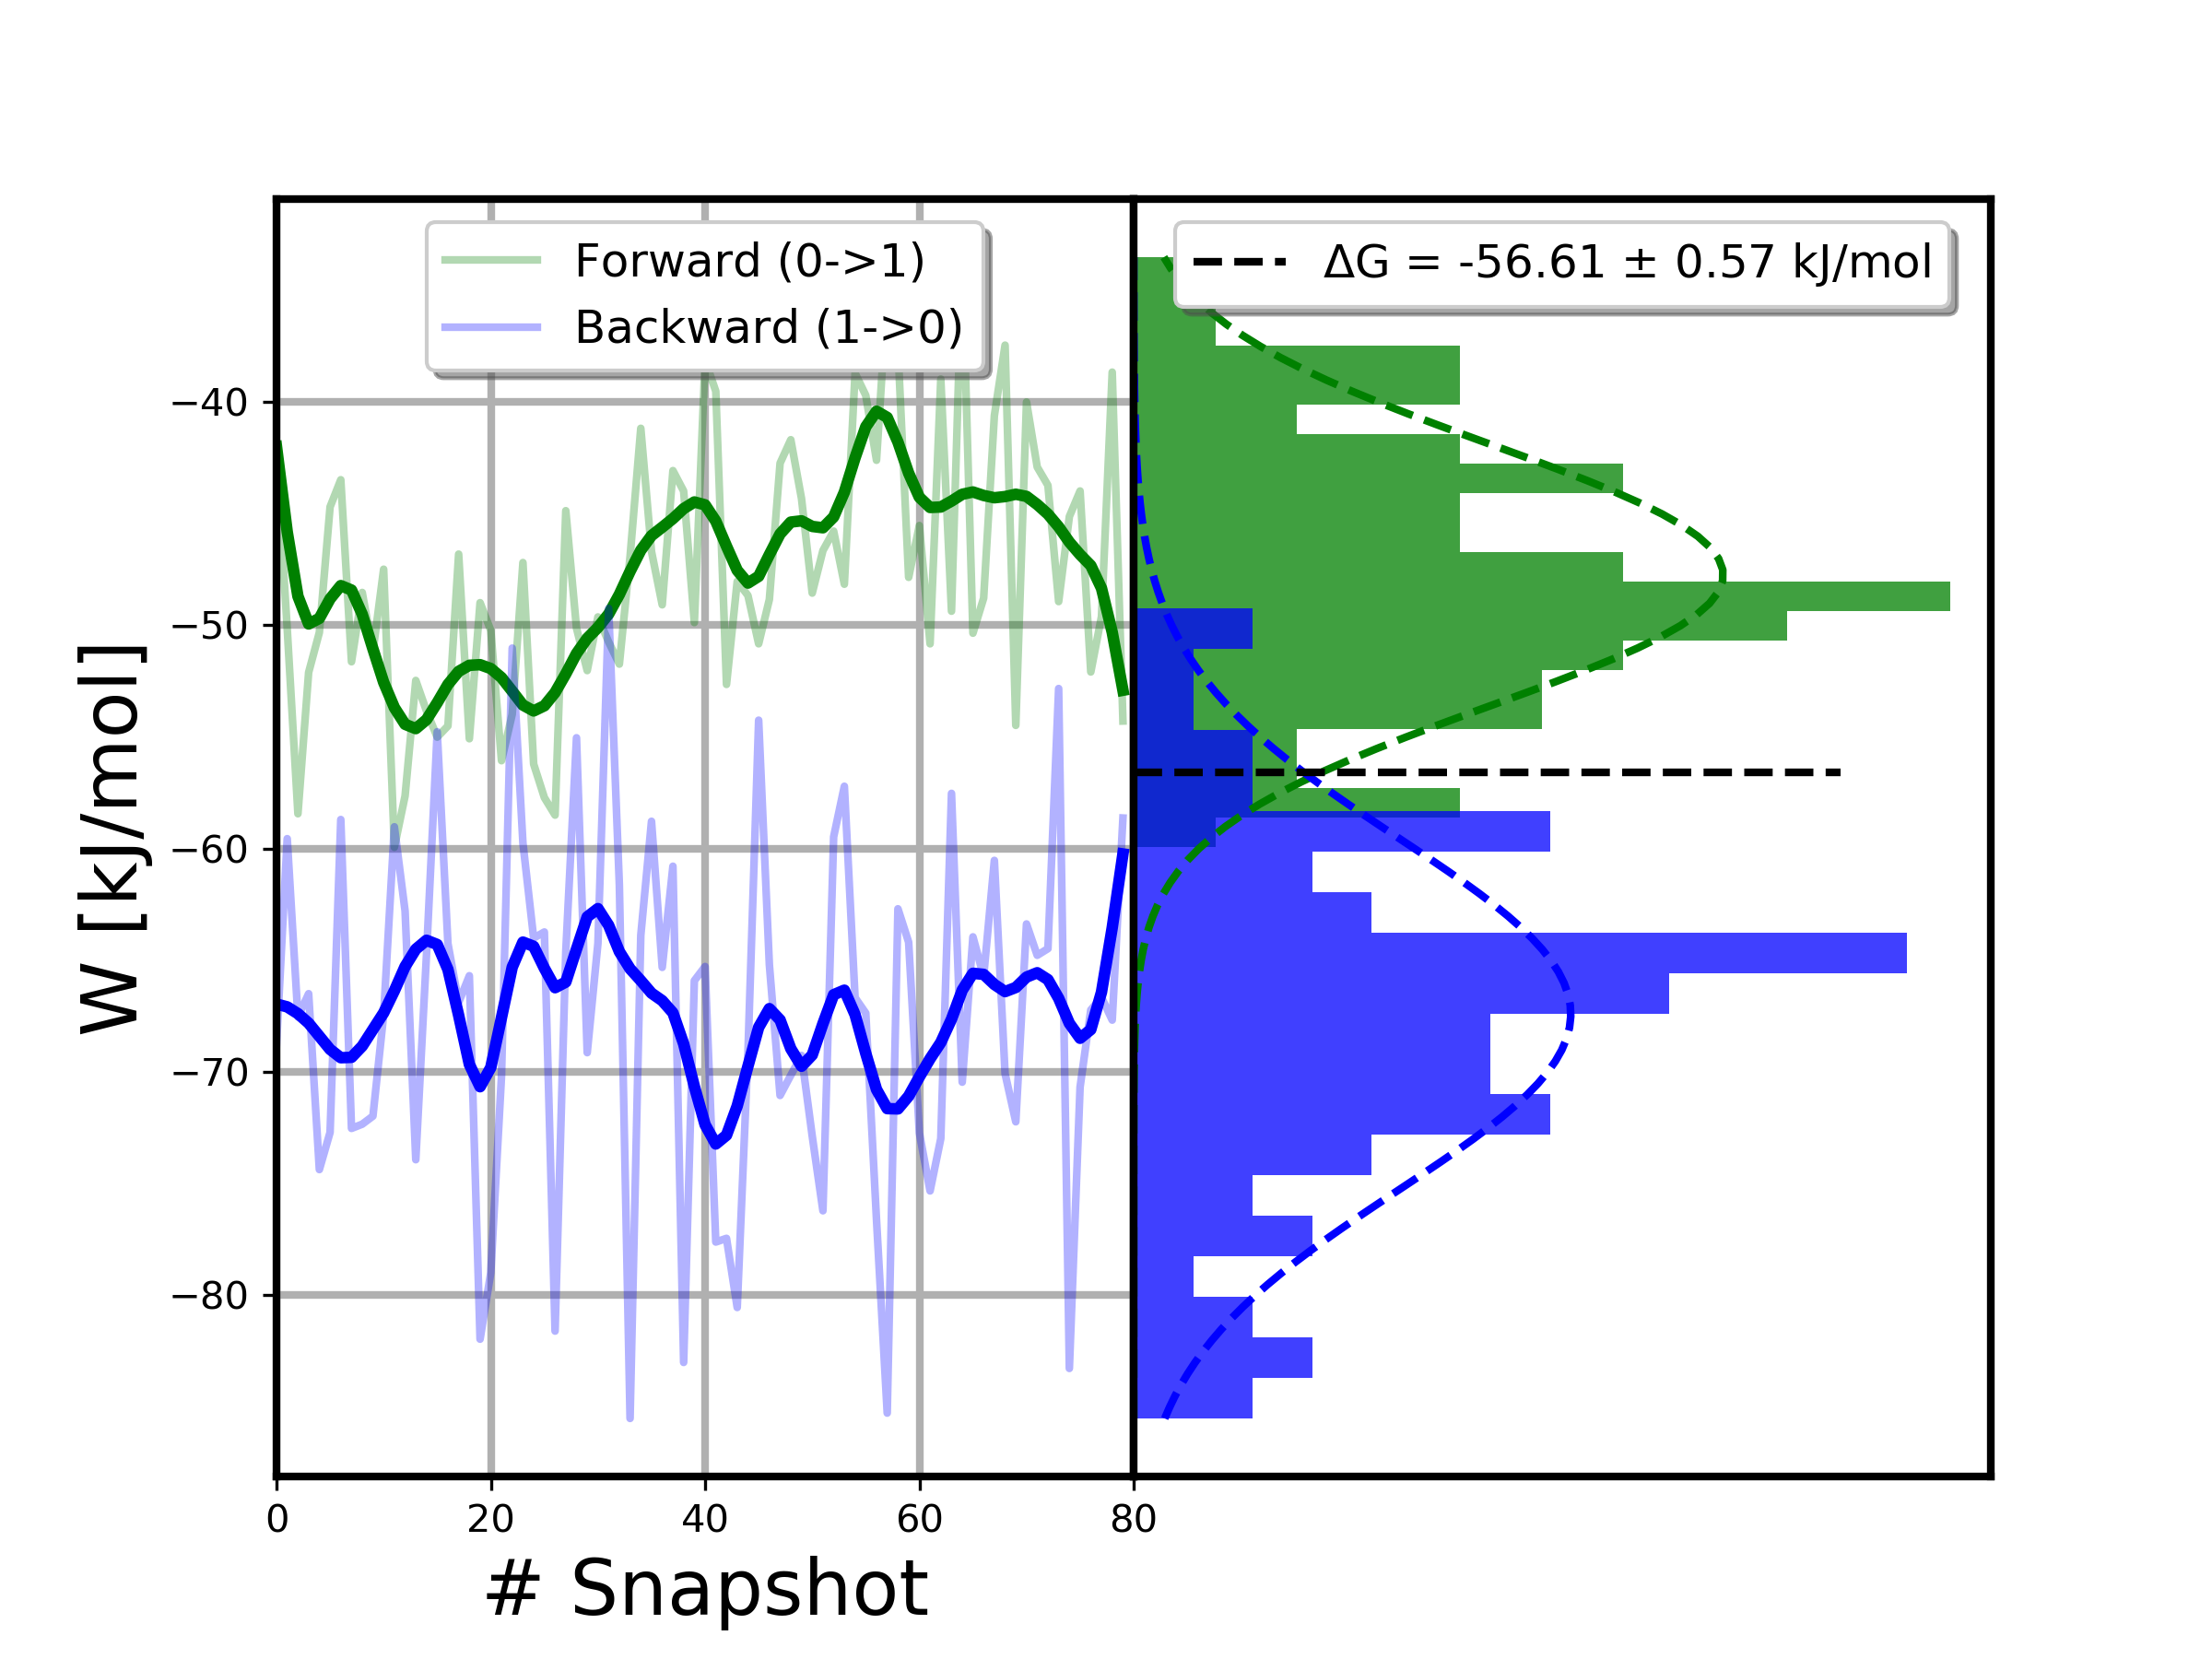 Forward (0->1)
Backward (1->0)
ΔG = -56.61 ± 0.57 kJ/mol
W [kJ/mol]
−40
−50
−60
−70
−80
0
20
40
60
80
# Snapshot